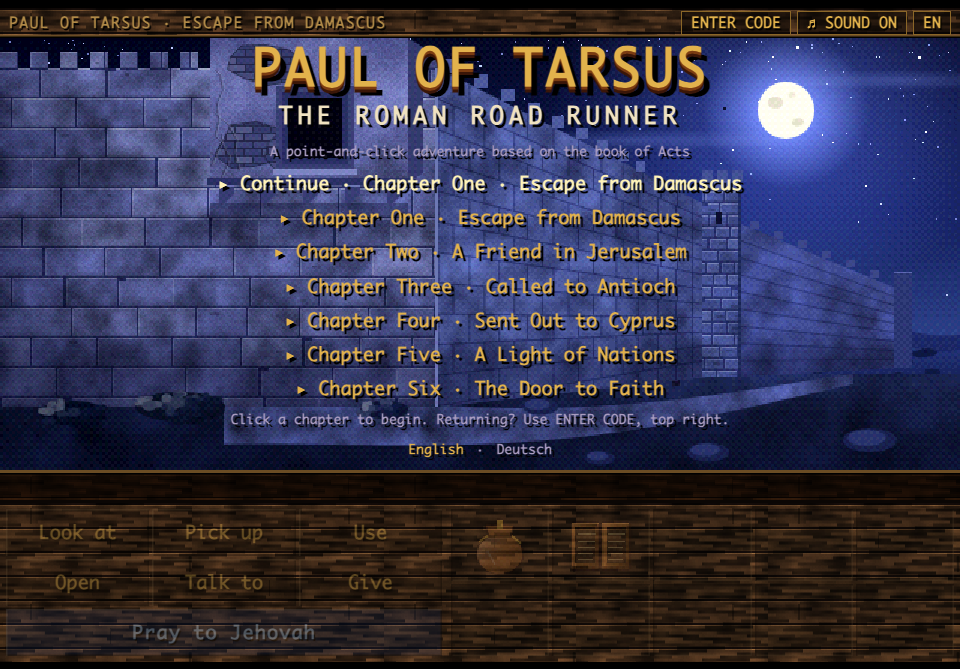 PAUL OF TARSUS · ESCAPE FROM DAMASCUS
ENTER CODE
♬ SOUND ON
EN
PAUL OF TARSUS
THE ROMAN ROAD RUNNER
A point-and-click adventure based on the book of Acts
▸ Continue · Chapter One · Escape from Damascus
▸ Chapter One · Escape from Damascus
▸ Chapter Two · A Friend in Jerusalem
▸ Chapter Three · Called to Antioch
▸ Chapter Four · Sent Out to Cyprus
▸ Chapter Five · A Light of Nations
▸ Chapter Six · The Door to Faith
Click a chapter to begin. Returning? Use ENTER CODE, top right.
English · Deutsch
Look at
Pick up
Use
Open
Talk to
Give
Pray to Jehovah